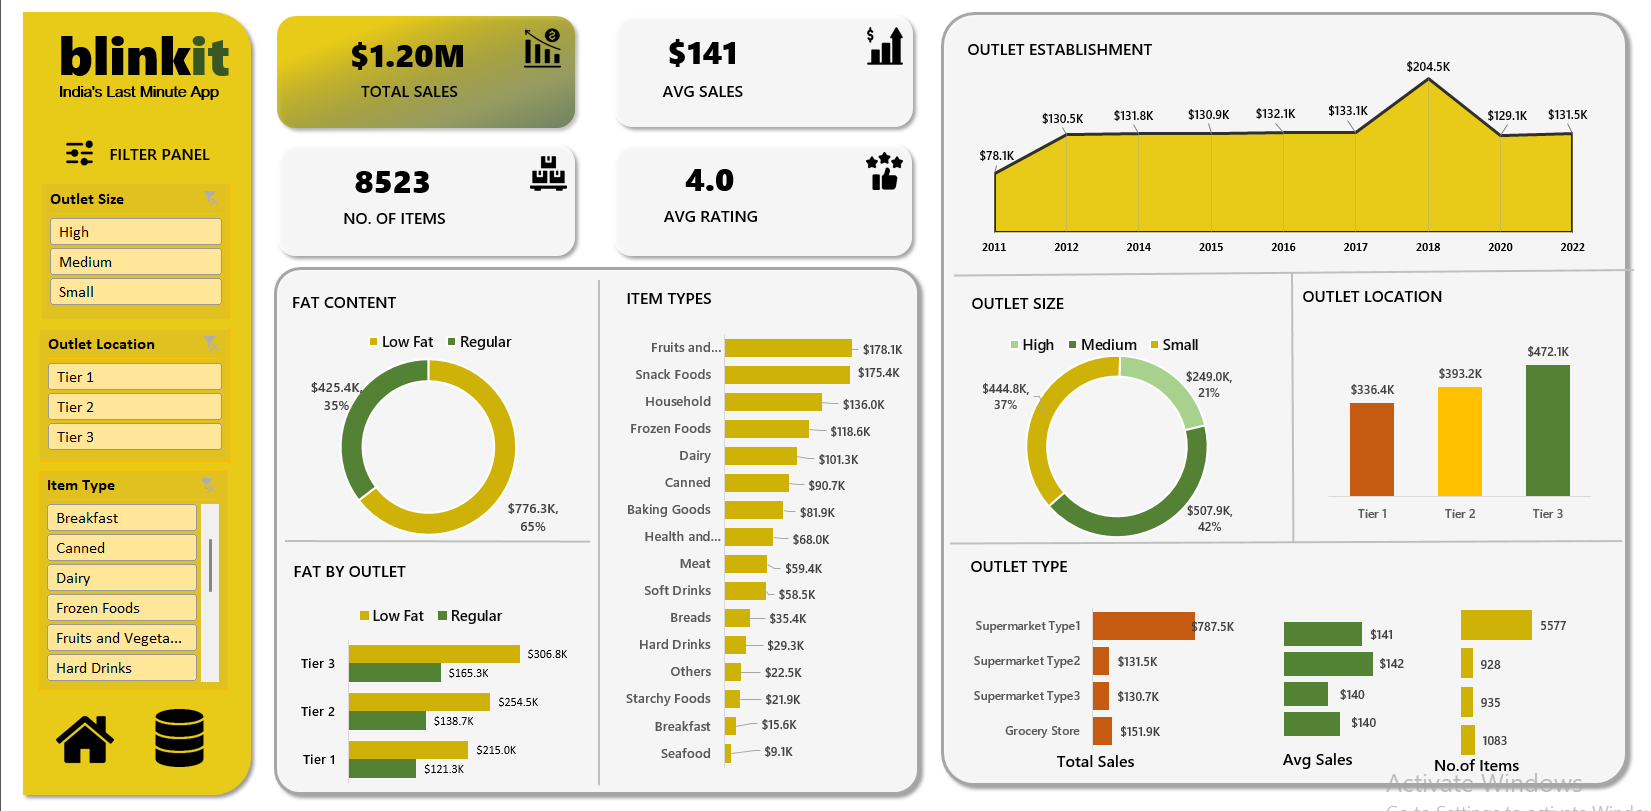 blinkit
India's Last Minute App
FILTER PANEL
Outlet Size
High
Medium
Small
Outlet Location
Tier 1
Tier 2
Tier 3
Item Type
Breakfast
Canned
Dairy
Frozen Foods
Fruits and Vegeta...
Hard Drinks
$1.20M
TOTAL SALES
$141
AVG SALES
8523
NO. OF ITEMS
4.0
AVG RATING
FAT CONTENT
Low Fat Regular
$425.4K,
35%
$776.3K,
65%
FAT BY OUTLET
Low Fat Regular
Tier 3
$306.8K
$165.3K
Tier 2
$254.5K
$138.7K
Tier 1
$215.0K
$121.3K
ITEM TYPES
Fruits and... $178.1K
Snack Foods $175.4K
Household $136.0K
Frozen Foods $118.6K
Dairy $101.3K
Canned $90.7K
Baking Goods $81.9K
Health and... $68.0K
Meat $59.4K
Soft Drinks $58.5K
Breads $35.4K
Hard Drinks $29.3K
Others $22.5K
Starchy Foods $21.9K
Breakfast $15.6K
Seafood $9.1K
OUTLET ESTABLISHMENT
$78.1K $130.5K $131.8K $130.9K $132.1K $133.1K $204.5K $129.1K $131.5K
2011 2012 2014 2015 2016 2017 2018 2020 2022
OUTLET SIZE
High Medium Small
$444.8K,
37%
$249.0K,
21%
$507.9K,
42%
OUTLET LOCATION
$336.4K $393.2K $472.1K
Tier 1 Tier 2 Tier 3
OUTLET TYPE
Supermarket Type1 $787.5K $141 5577
Supermarket Type2 $131.5K $142 928
Supermarket Type3 $130.7K $140 935
Grocery Store $151.9K $140 1083
Total Sales Avg Sales No.of Items
Activate Windows
Go to Settings to activate Windo